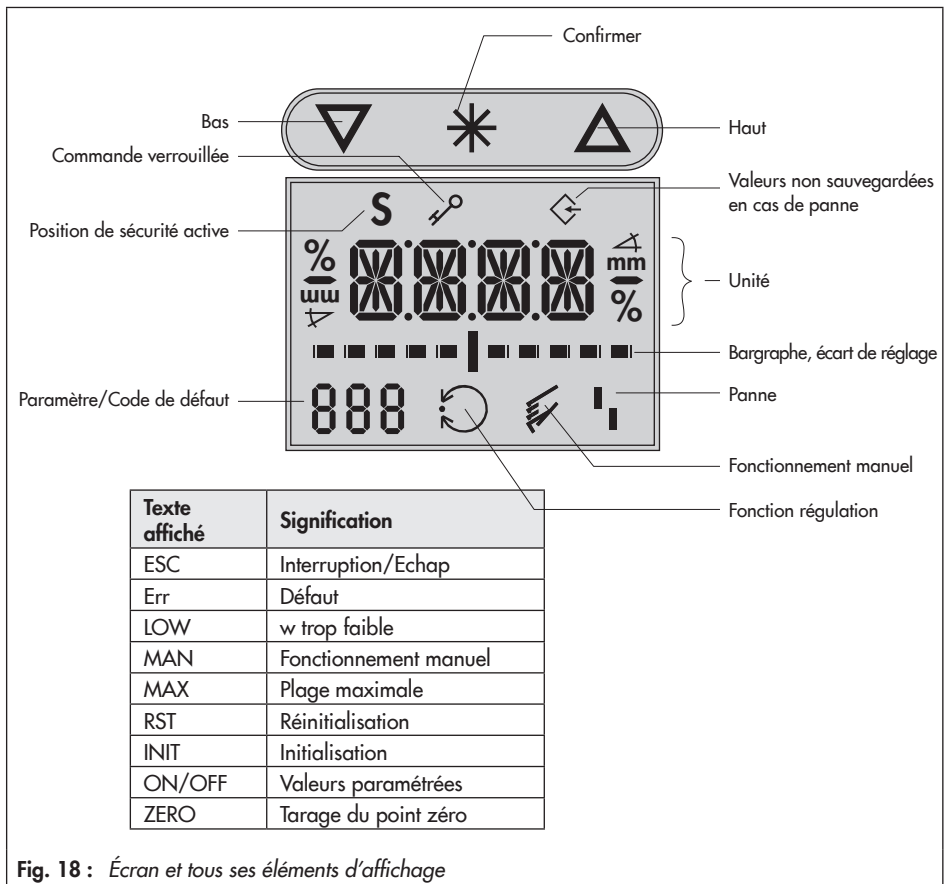 Confirmer
Bas
Haut
Commande verrouillée
Valeurs non sauvegardées
en cas de panne
Position de sécurité active
S
%
mm
mm
%
Unité
Bargraphe, écart de réglage
Paramètre/Code de défaut
888
Panne
Fonctionnement manuel
Fonction régulation
Texte
affiché
Signification
ESC Interruption/Echap
Err Défaut
LOW w trop faible
MAN Fonctionnement manuel
MAX Plage maximale
RST Réinitialisation
INIT Initialisation
ON/OFF Valeurs paramétrées
ZERO Tarage du point zéro
Fig. 18 : Écran et tous ses éléments d'affichage